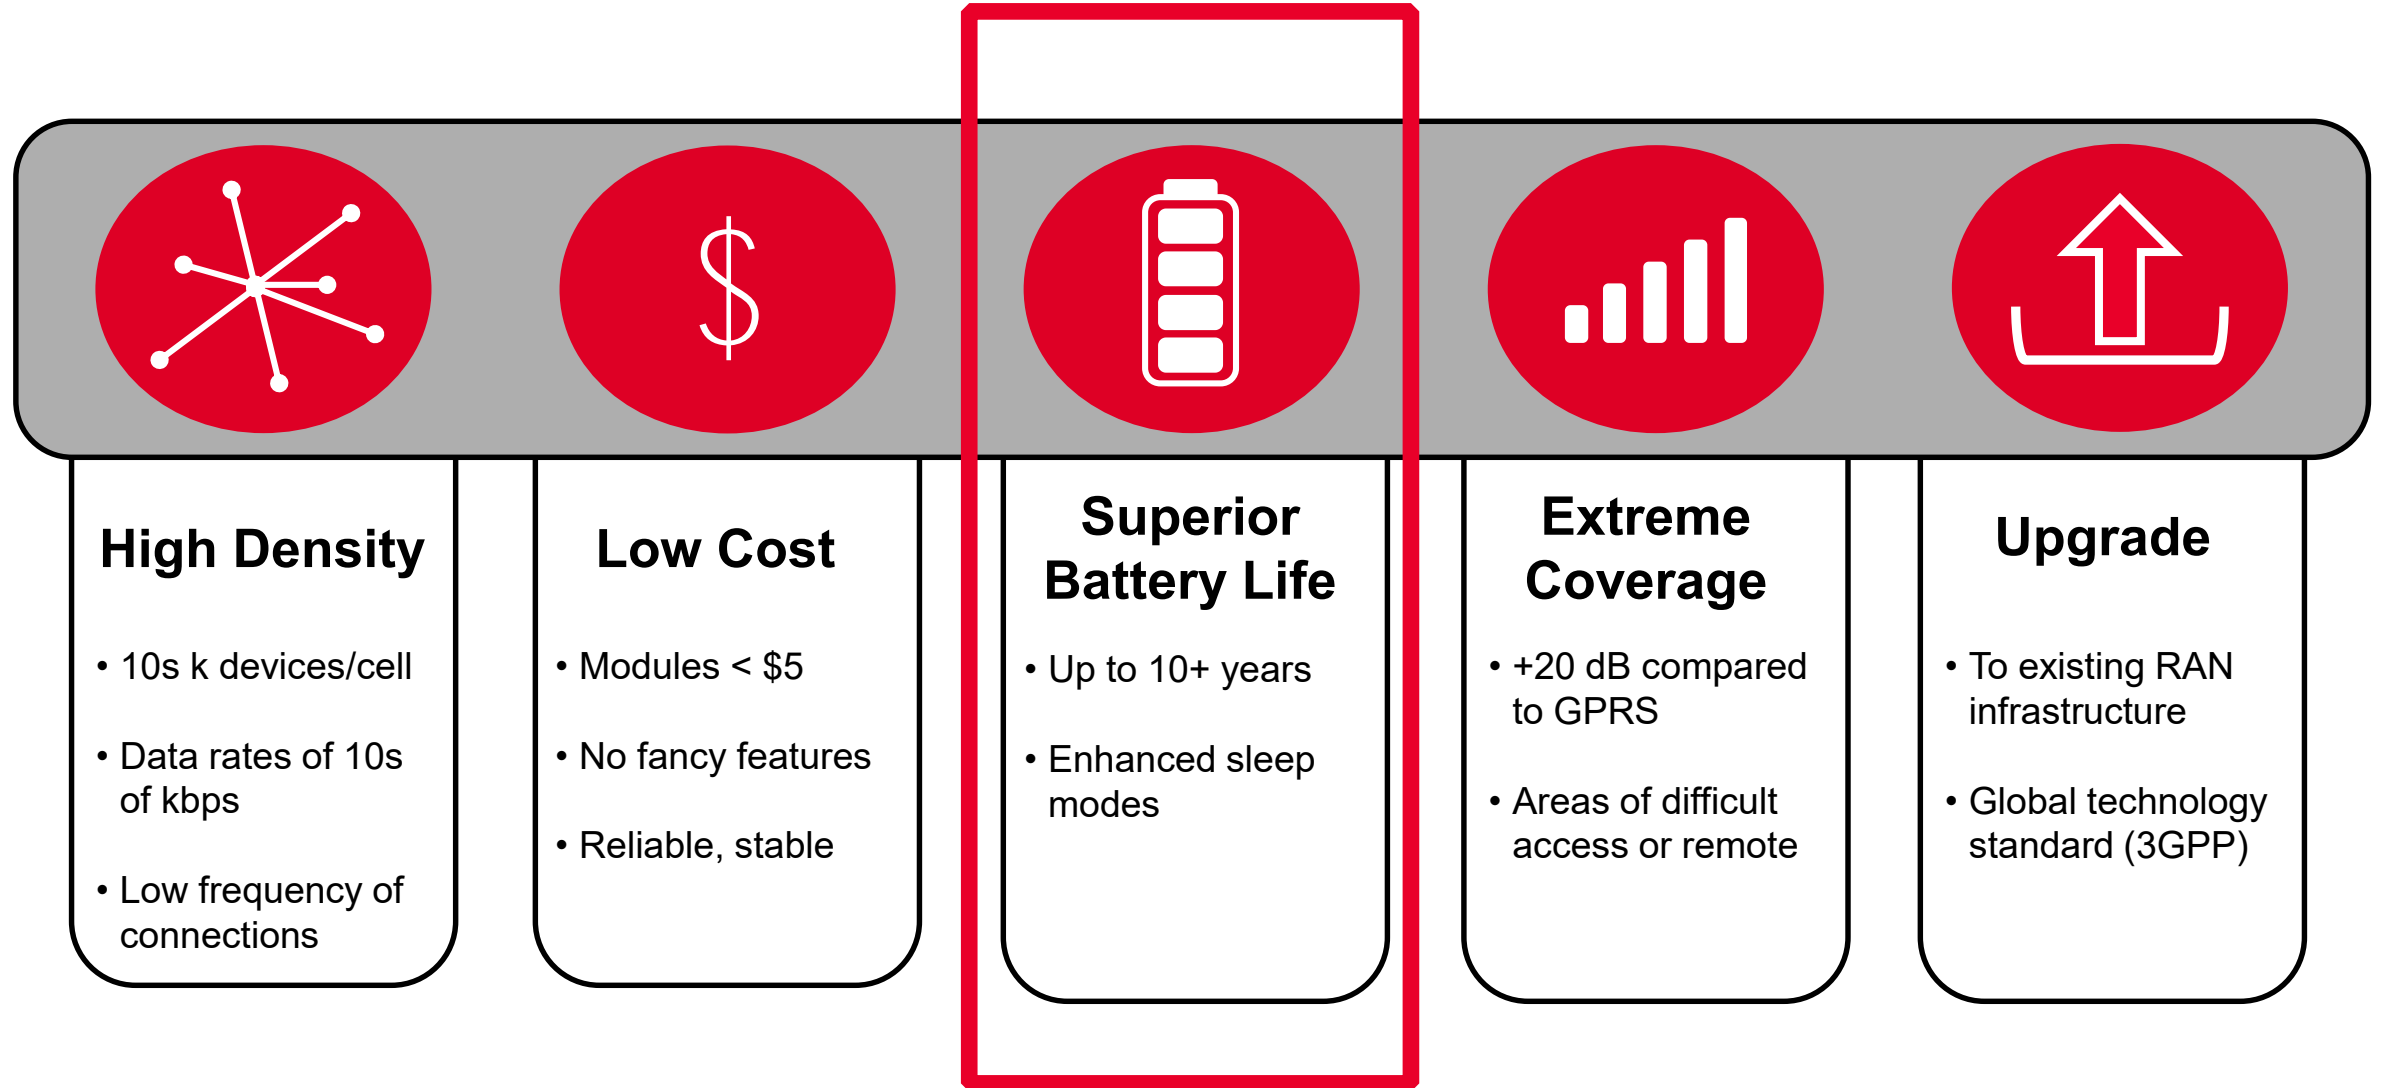 High Density
• 10s k devices/cell
• Data rates of 10s
of kbps
• Low frequency of
connections
$
Low Cost
• Modules < $5
• No fancy features
• Reliable, stable
Superior
Battery Life
• Up to 10+ years
• Enhanced sleep
modes
Extreme
Coverage
• +20 dB compared
to GPRS
• Areas of difficult
access or remote
Upgrade
• To existing RAN
infrastructure
• Global technology
standard (3GPP)